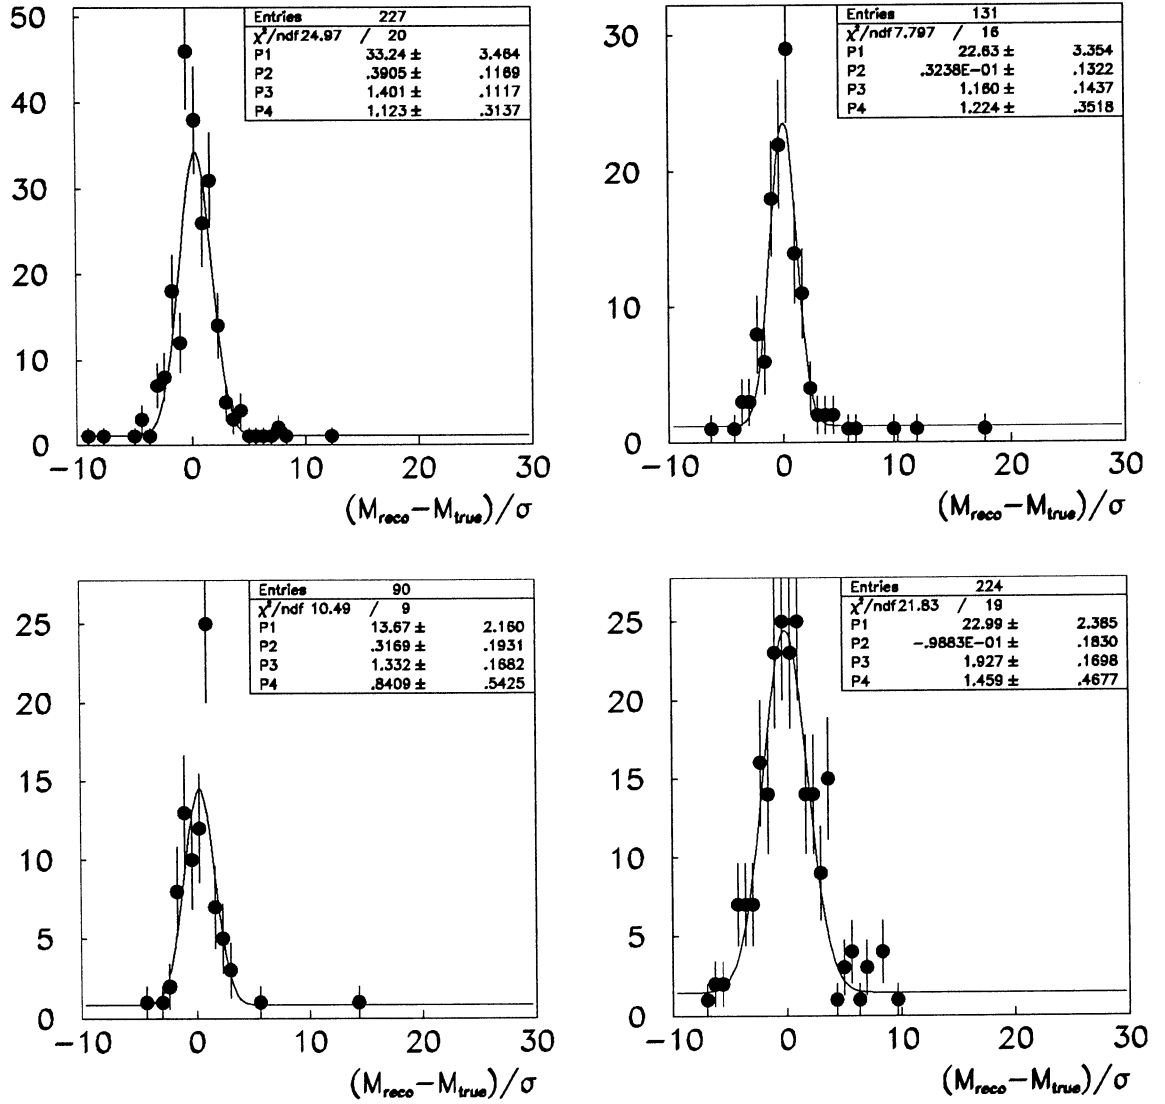 Entries 227
χ²/ndf 24.97 / 20
P1 33.24 ± 3.464
P2 .3905 ± .1169
P3 1.401 ± .1117
P4 1.123 ± .3137
50
40
30
20
10
0
-10 0 10 20 30
(M_reco-M_true)/σ
Entries 131
χ²/ndf 7.797 / 16
P1 22.63 ± 3.354
P2 .3238E-01 ± .1322
P3 1.160 ± .1437
P4 1.224 ± .3518
30
20
10
0
-10 0 10 20 30
(M_reco-M_true)/σ
Entries 90
χ²/ndf 10.49 / 9
P1 13.67 ± 2.160
P2 .3169 ± .1931
P3 1.332 ± .1682
P4 .8409 ± .5425
25
20
15
10
5
0
-10 0 10 20 30
(M_reco-M_true)/σ
Entries 224
χ²/ndf 21.83 / 19
P1 22.99 ± 2.385
P2 -.9883E-01 ± .1830
P3 1.927 ± .1698
P4 1.459 ± .4677
25
20
15
10
5
0
-10 0 10 20 30
(M_reco-M_true)/σ